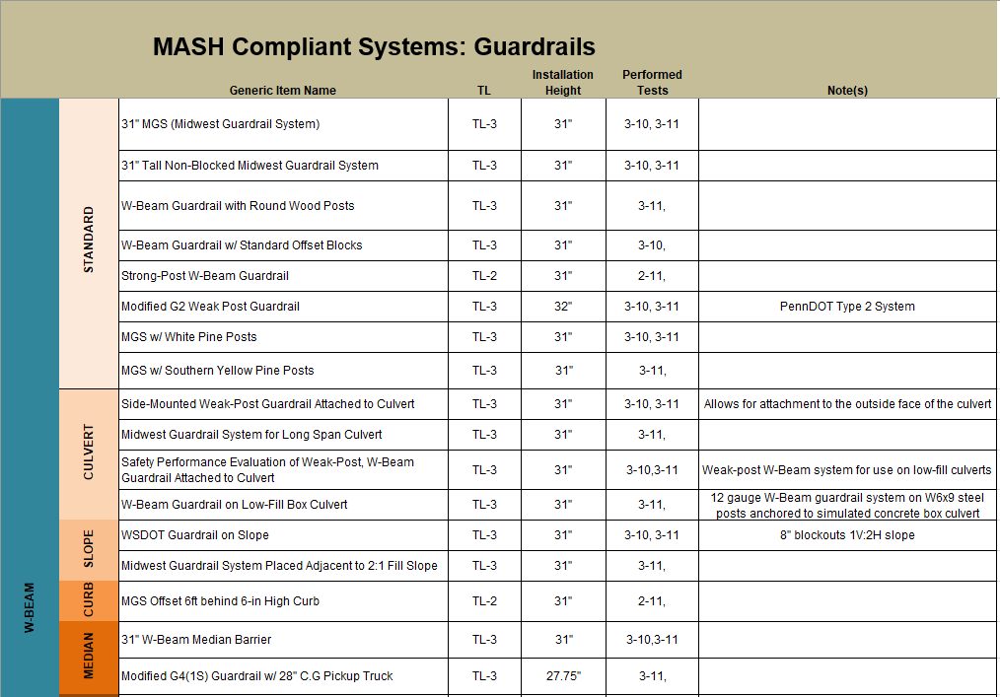 MASH Compliant Systems: Guardrails
Generic Item Name TL Installation Height Performed Tests Note(s)
W-BEAM
STANDARD
31" MGS (Midwest Guardrail System) TL-3 31" 3-10, 3-11
31" Tall Non-Blocked Midwest Guardrail System TL-3 31" 3-10, 3-11
W-Beam Guardrail with Round Wood Posts TL-3 31" 3-11,
W-Beam Guardrail w/ Standard Offset Blocks TL-3 31" 3-10,
Strong-Post W-Beam Guardrail TL-2 31" 2-11,
Modified G2 Weak Post Guardrail TL-3 32" 3-10, 3-11 PennDOT Type 2 System
MGS w/ White Pine Posts TL-3 31" 3-10, 3-11
MGS w/ Southern Yellow Pine Posts TL-3 31" 3-11,
CULVERT
Side-Mounted Weak-Post Guardrail Attached to Culvert TL-3 31" 3-10, 3-11 Allows for attachment to the outside face of the culvert
Midwest Guardrail System for Long Span Culvert TL-3 31" 3-11,
Safety Performance Evaluation of Weak-Post, W-Beam
Guardrail Attached to Culvert TL-3 31" 3-10,3-11 Weak-post W-Beam system for use on low-fill culverts
W-Beam Guardrail on Low-Fill Box Culvert TL-3 31" 3-11, 12 gauge W-Beam guardrail system on W6x9 steel
posts anchored to simulated concrete box culvert
SLOPE
WSDOT Guardrail on Slope TL-3 31" 3-10, 3-11 8" blockouts 1V:2H slope
Midwest Guardrail System Placed Adjacent to 2:1 Fill Slope TL-3 31" 3-11,
CURB
MGS Offset 6ft behind 6-in High Curb TL-2 31" 2-11,
MEDIAN
31" W-Beam Median Barrier TL-3 31" 3-10,3-11
Modified G4(1S) Guardrail w/ 28" C.G Pickup Truck TL-3 27.75" 3-11,